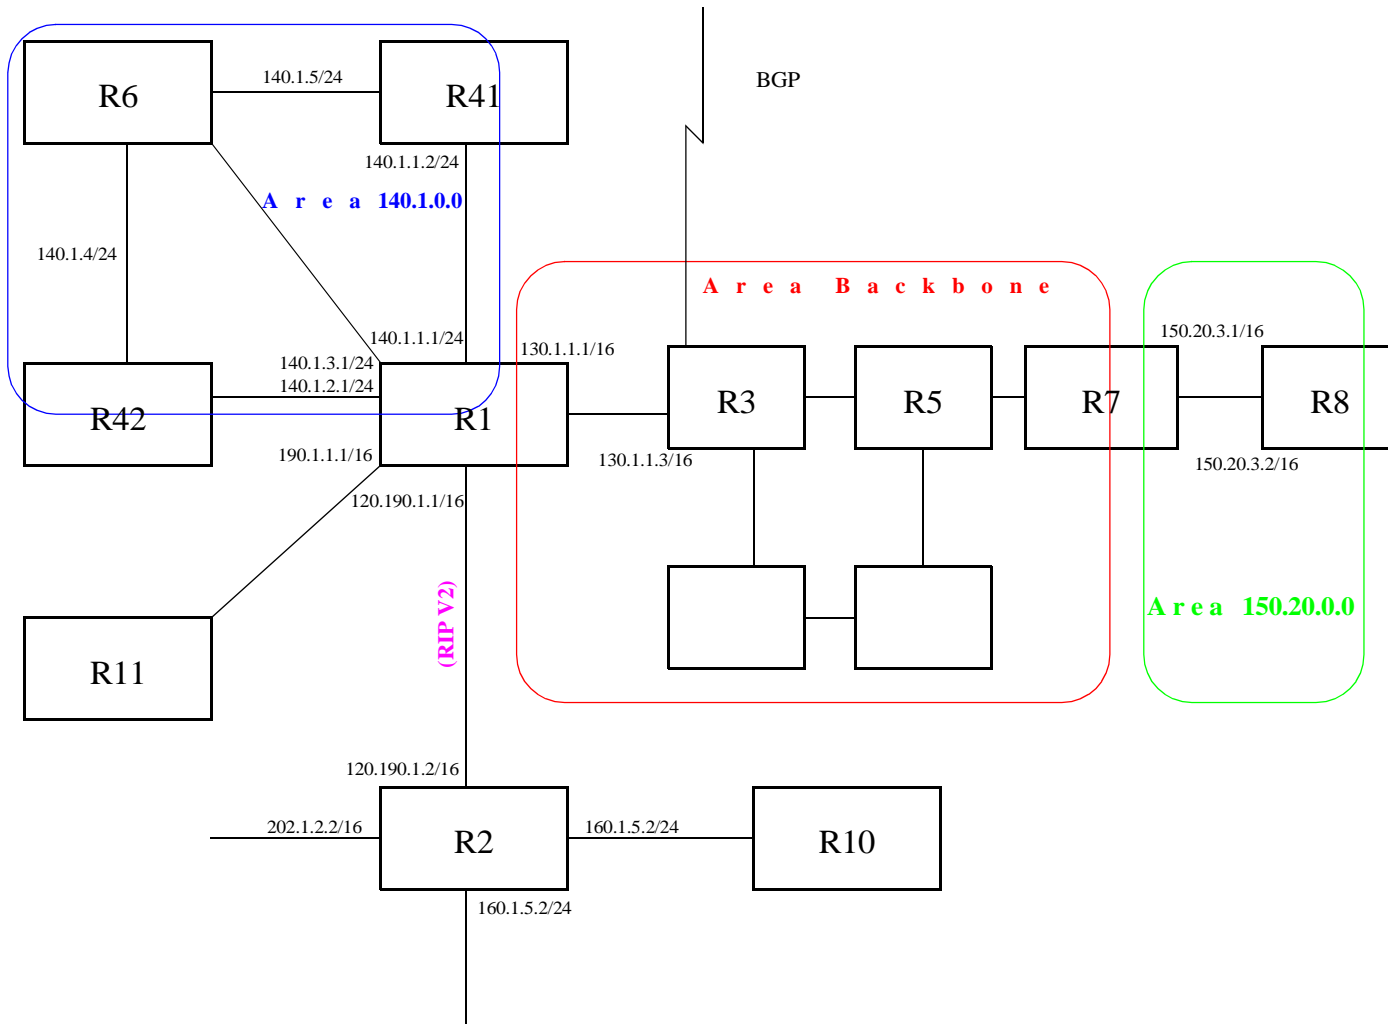 BGP
140.1.5/24
R6
R41
140.1.1.2/24
A r e a 140.1.0.0
140.1.4/24
A r e a B a c k b o n e
150.20.3.1/16
140.1.1.1/24
130.1.1.1/16
140.1.3.1/24
140.1.2.1/24
R42
R1
R3
R5
R7
R8
190.1.1.1/16
130.1.1.3/16
150.20.3.2/16
120.190.1.1/16
(RIP V2)
A r e a 150.20.0.0
R11
120.190.1.2/16
202.1.2.2/16
R2
160.1.5.2/24
R10
160.1.5.2/24